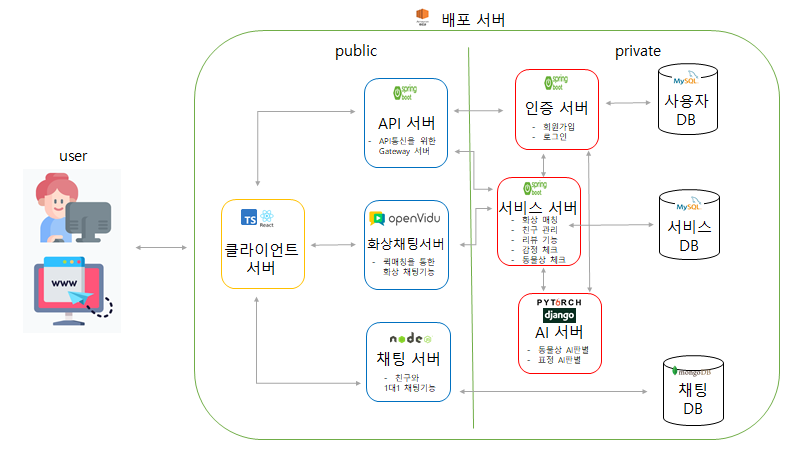 배포 서버
public
private
user
www
TS
React
클라이언트
서버
spring
boot
API 서버
- API통신을 위한
Gateway 서버
openVidu
화상채팅서버
- 퀵매칭을 통한
화상 채팅기능
node
채팅 서버
- 친구와
1대1 채팅기능
spring
boot
인증 서버
- 회원가입
- 로그인
spring
boot
서비스 서버
- 회상 매칭
- 친구 관리
- 리뷰 기능
- 감정 체크
- 동물상 체크
PYTORCH
django
AI 서버
- 동물상 AI판별
- 표정 AI판별
MySQL
사용자
DB
MySQL
서비스
DB
mongoDB
채팅
DB